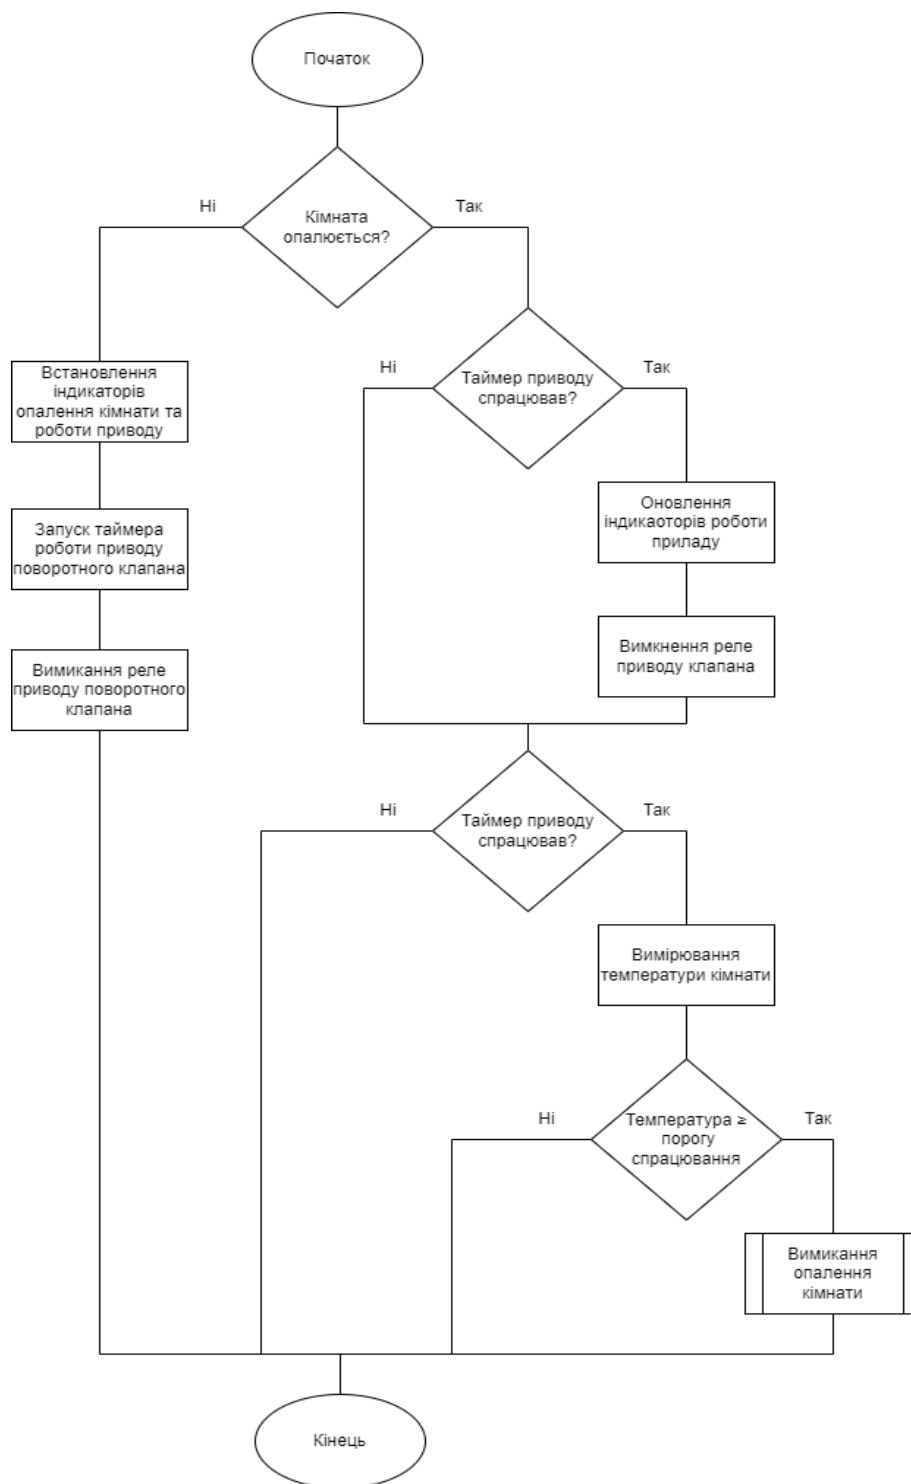 Початок
Кімната
опалюється?
Ні
Так
Встановлення
індикаторів
опалення кімнати та
роботи приводу
Запуск таймера
роботи приводу
поворотного клапана
Вимикання реле
приводу поворотного
клапана
Таймер приводу
спрацював?
Ні
Так
Оновлення
індикаоторів роботи
приладу
Вимкнення реле
приводу клапана
Таймер приводу
спрацював?
Ні
Так
Вимірювання
температури кімнати
Температура ≥
порогу
спрацювання
Ні
Так
Вимикання
опалення
кімнати
Кінець